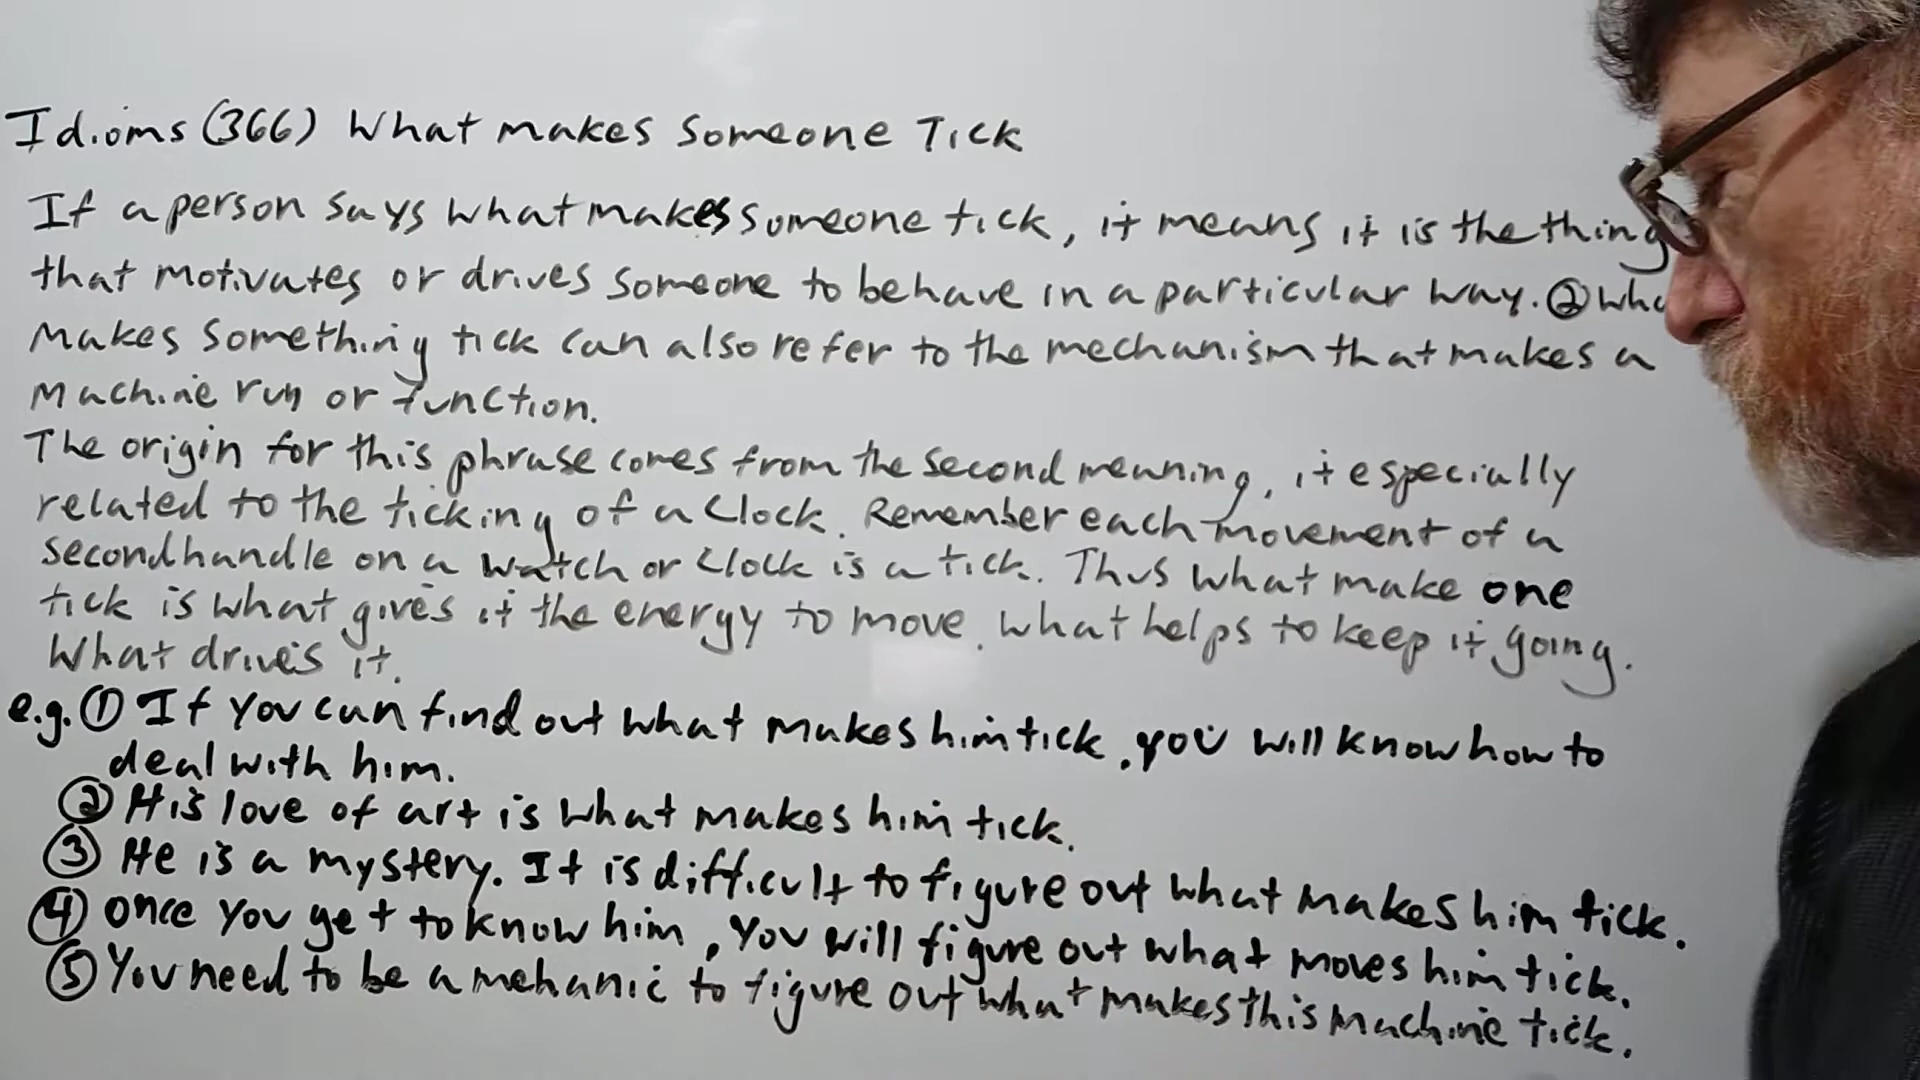 Idioms (366) What makes Someone Tick
If a person says what makes someone tick, it means it is the thing
that motivates or drives someone to behave in a particular way. ② Wha
makes something tick can also refer to the mechanism that makes a
machine run or function.
The origin for this phrase comes from the second meaning, it especially
related to the ticking of a clock. Remember each movement of a
secondhandle on a watch or clock is a tick. Thus what make one
tick is what gives it the energy to move. what helps to keep it going.
What drives it.
e.g. ① If you can find out what makes him tick, you will know how to
deal with him.
② His love of art is what makes him tick.
③ He is a mystery. It is difficult to figure out what makes him tick.
④ once you get to know him, you will figure out what moves him tick.
⑤ You need to be a mehanic to figure out what makes this machine tick.